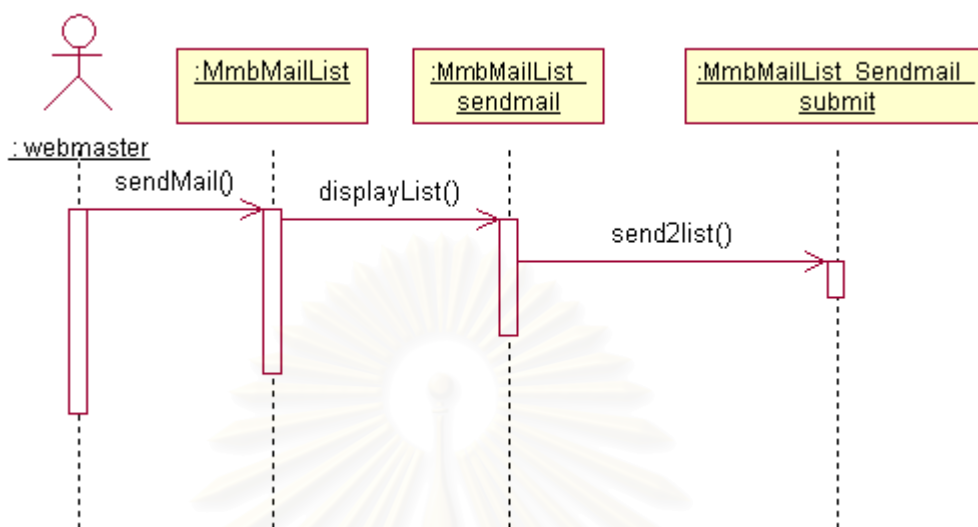 :MmbMailList
:MmbMailList_
sendmail
:MmbMailList_Sendmail_
submit
: webmaster
sendMail()
displayList()
send2list()